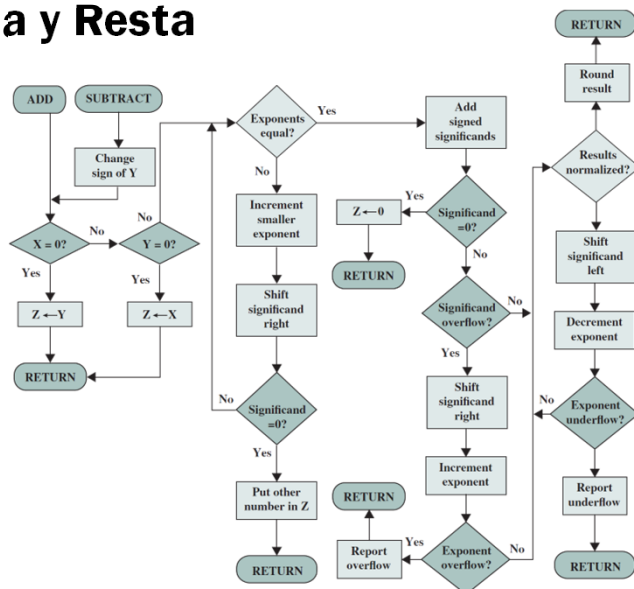 a y Resta
ADD
SUBTRACT
Change
sign of Y
X = 0?
No
Yes
Z ← Y
RETURN
No
Y = 0?
Yes
Z ← X
Exponents
equal?
Yes
No
Increment
smaller
exponent
Shift
significand
right
No
Significand
=0?
Yes
Put other
number in Z
RETURN
Add
signed
significands
Significand
=0?
Yes
Z ← 0
RETURN
No
Significand
overflow?
No
Yes
Shift
significand
right
Increment
exponent
Exponent
overflow?
Yes
Report
overflow
RETURN
No
RETURN
Round
result
Results
normalized?
Shift
significand
left
Decrement
exponent
No
Exponent
underflow?
Report
underflow
RETURN